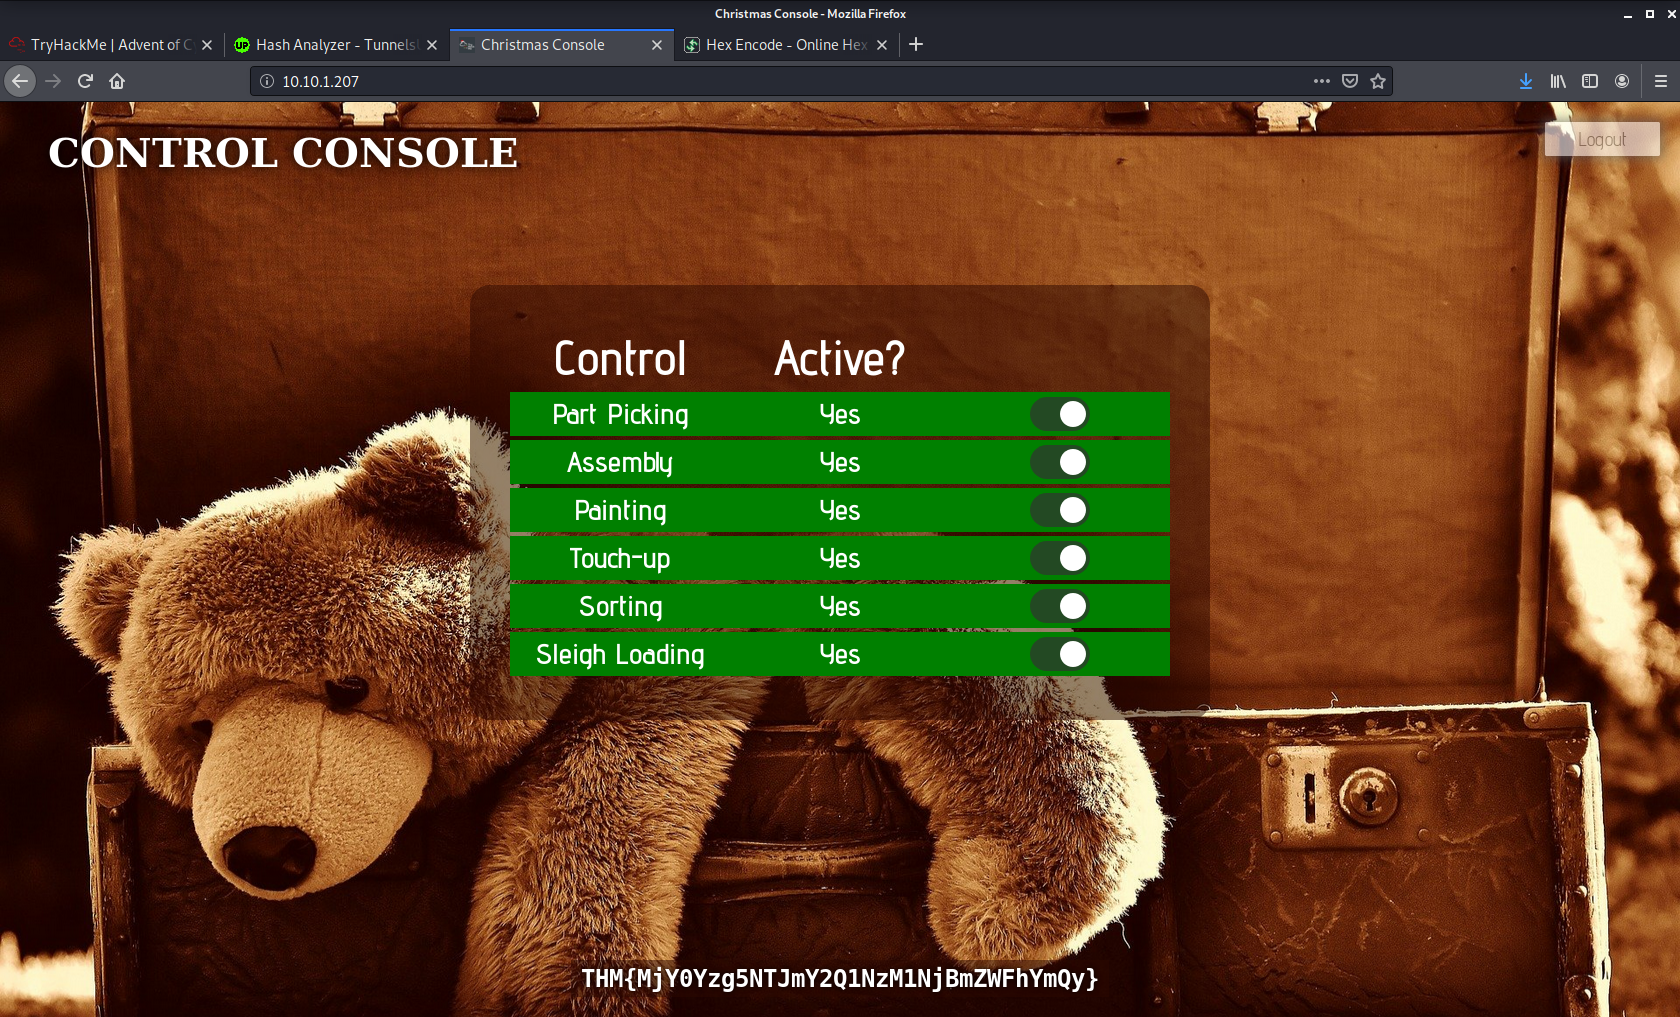 Christmas Console - Mozilla Firefox
TryHackMe | Advent of C
Hash Analyzer - Tunnels
Christmas Console
Hex Encode - Online Hex
10.10.1.207
CONTROL CONSOLE
Logout
Control Active?
Part Picking Yes
Assembly Yes
Painting Yes
Touch-up Yes
Sorting Yes
Sleigh Loading Yes
THM{MjY0Yzg5NTJmY2Q1NzM1NjBmZWFhYmQy}